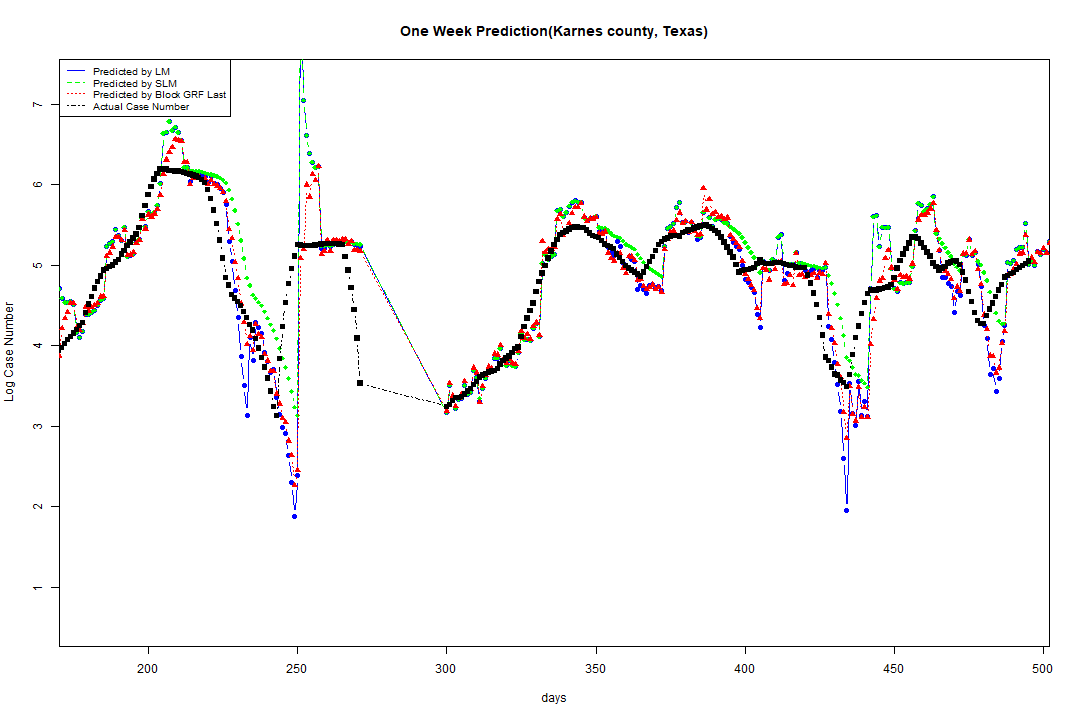 One Week Prediction(Karnes county, Texas)
Predicted by LM
Predicted by SLM
Predicted by Block GRF Last
Actual Case Number
Log Case Number
7
6
5
4
3
2
1
200 250 300 350 400 450 500
days